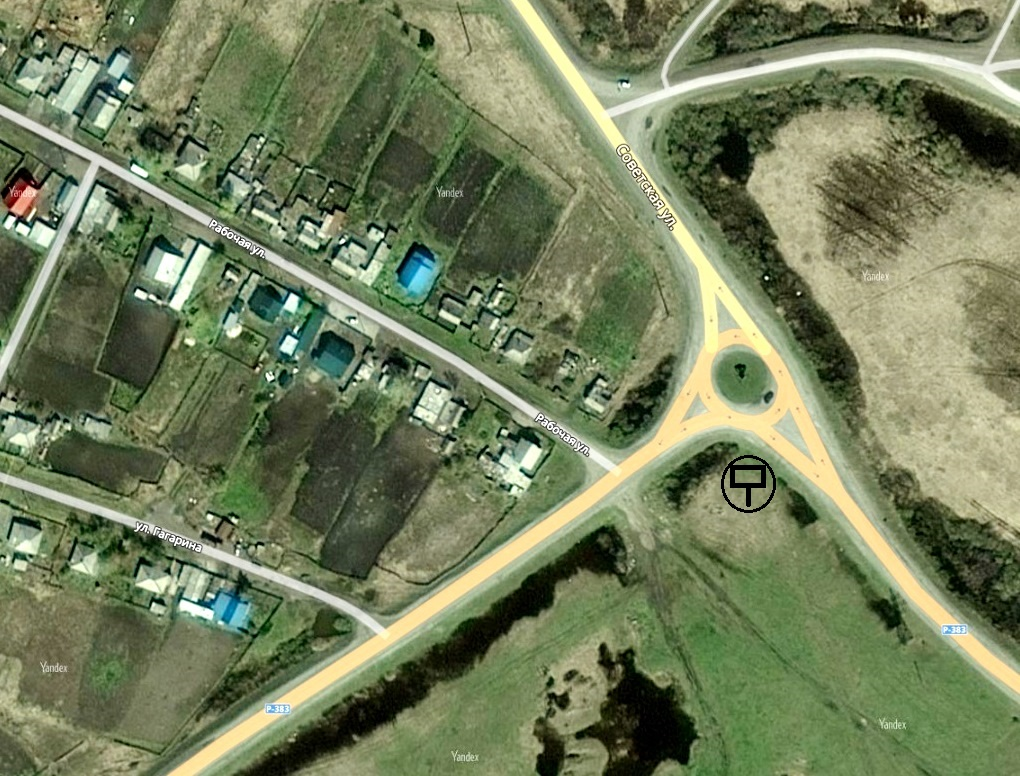 Советская ул.
Yandex
Yandex
Рабочая ул.
Yandex
Рабочая ул.
ул. Гагарина
Р-383
Yandex
Р-383
Yandex
Yandex